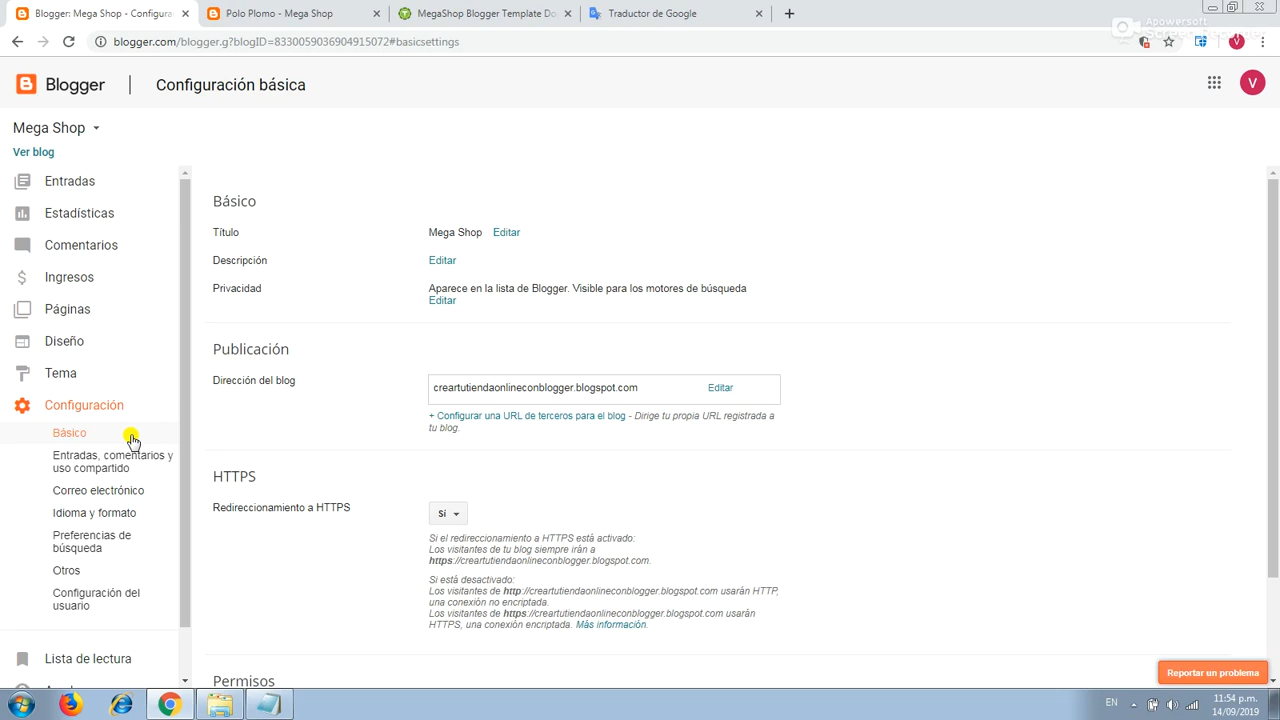 Blogger: Mega Shop - Configura
Polo Plomo - Mega Shop
MegaShop Blogger Template Do
Traductor de Google
Apowersoft
Screen Recorder
blogger.com/blogger.g?blogID=8330059036904915072#basicsettings
V
Blogger
Configuración básica
V
Mega Shop
Ver blog
Entradas
Estadísticas
Comentarios
Ingresos
Páginas
Diseño
Tema
Configuración
Básico
Entradas, comentarios y
uso compartido
Correo electrónico
Idioma y formato
Preferencias de
búsqueda
Otros
Configuración del
usuario
Lista de lectura
Básico
Título
Mega Shop Editar
Descripción
Editar
Privacidad
Aparece en la lista de Blogger. Visible para los motores de búsqueda
Editar
Publicación
Dirección del blog
creartutiendaonlineconblogger.blogspot.com
Editar
+ Configurar una URL de terceros para el blog - Dirige tu propia URL registrada a
tu blog.
HTTPS
Redireccionamiento a HTTPS
Sí
Si el redireccionamiento a HTTPS está activado:
Los visitantes de tu blog siempre irán a
https://creartutiendaonlineconblogger.blogspot.com.
Si está desactivado:
Los visitantes de http://creartutiendaonlineconblogger.blogspot.com usarán HTTP,
una conexión no encriptada.
Los visitantes de https://creartutiendaonlineconblogger.blogspot.com usarán
HTTPS, una conexión encriptada. Más información.
Permisos
Reportar un problema
EN
11:54 p.m.
14/09/2019